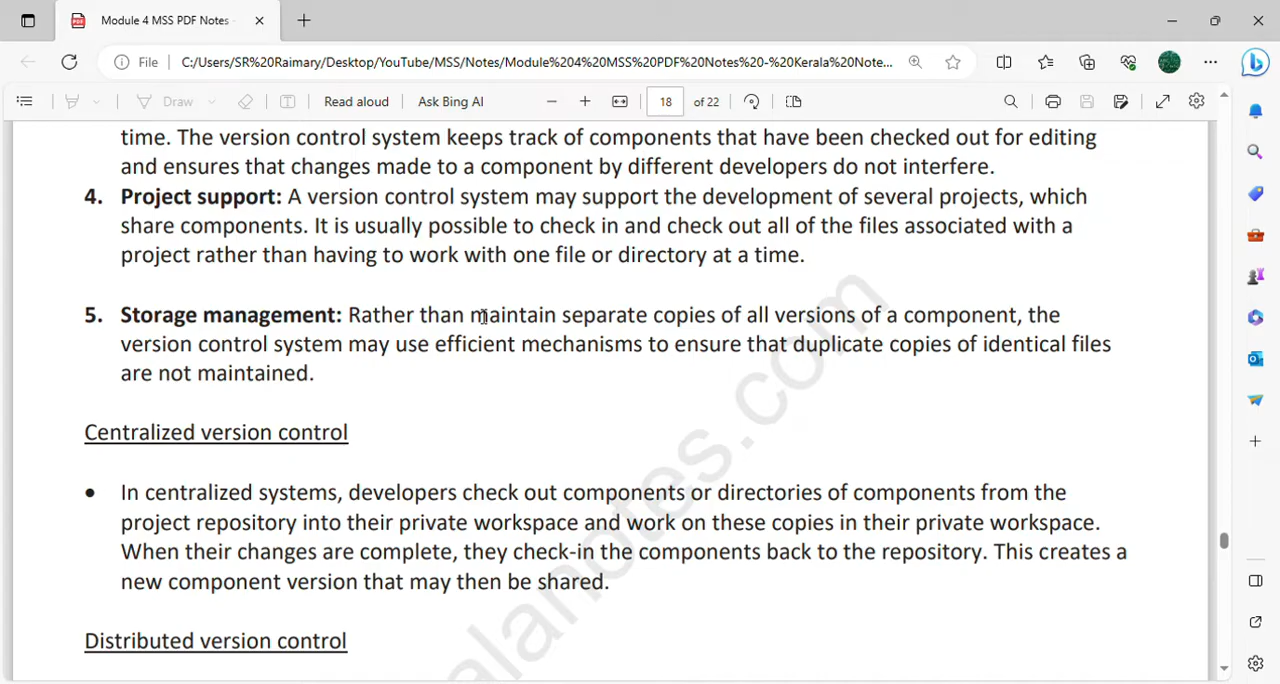 Module 4 MSS PDF Notes
File
C:/Users/SR%20Raimary/Desktop/YouTube/MSS/Notes/Module%204%20MSS%20PDF%20Notes%20-%20Kerala%20Note...
Draw
Read aloud
Ask Bing AI
18
of 22
time. The version control system keeps track of components that have been checked out for editing
and ensures that changes made to a component by different developers do not interfere.
4. Project support: A version control system may support the development of several projects, which
share components. It is usually possible to check in and check out all of the files associated with a
project rather than having to work with one file or directory at a time.
5. Storage management: Rather than maintain separate copies of all versions of a component, the
version control system may use efficient mechanisms to ensure that duplicate copies of identical files
are not maintained.
Centralized version control
• In centralized systems, developers check out components or directories of components from the
project repository into their private workspace and work on these copies in their private workspace.
When their changes are complete, they check-in the components back to the repository. This creates a
new component version that may then be shared.
Distributed version control
alanotes.com